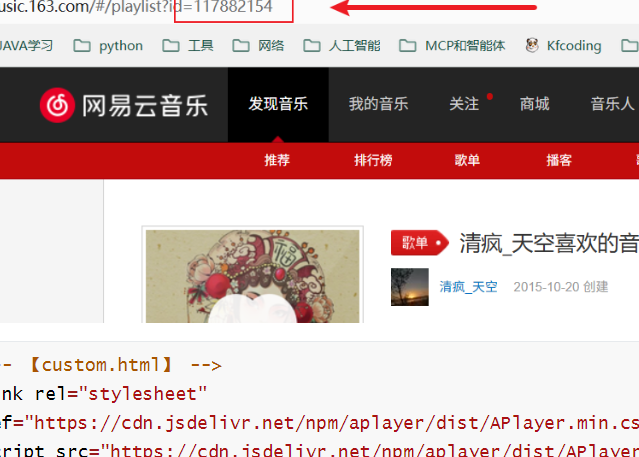 usic.163.com/#/playlist?id=117882154
JAVA学习 python 工具 网络 人工智能 MCP和智能体 Kfcoding
网易云音乐 发现音乐 我的音乐 关注 商城 音乐人
推荐 排行榜 歌单 播客
福
歌单 清疯_天空喜欢的音
清疯_天空 2015-10-20 创建
-- 【custom.html】 -->
nk rel="stylesheet"
ef="https://cdn.jsdelivr.net/npm/aplayer/dist/APlayer.min.cs
cript src="https://cdn.jsdelivr.net/npm/aplayer/dist/APlayer